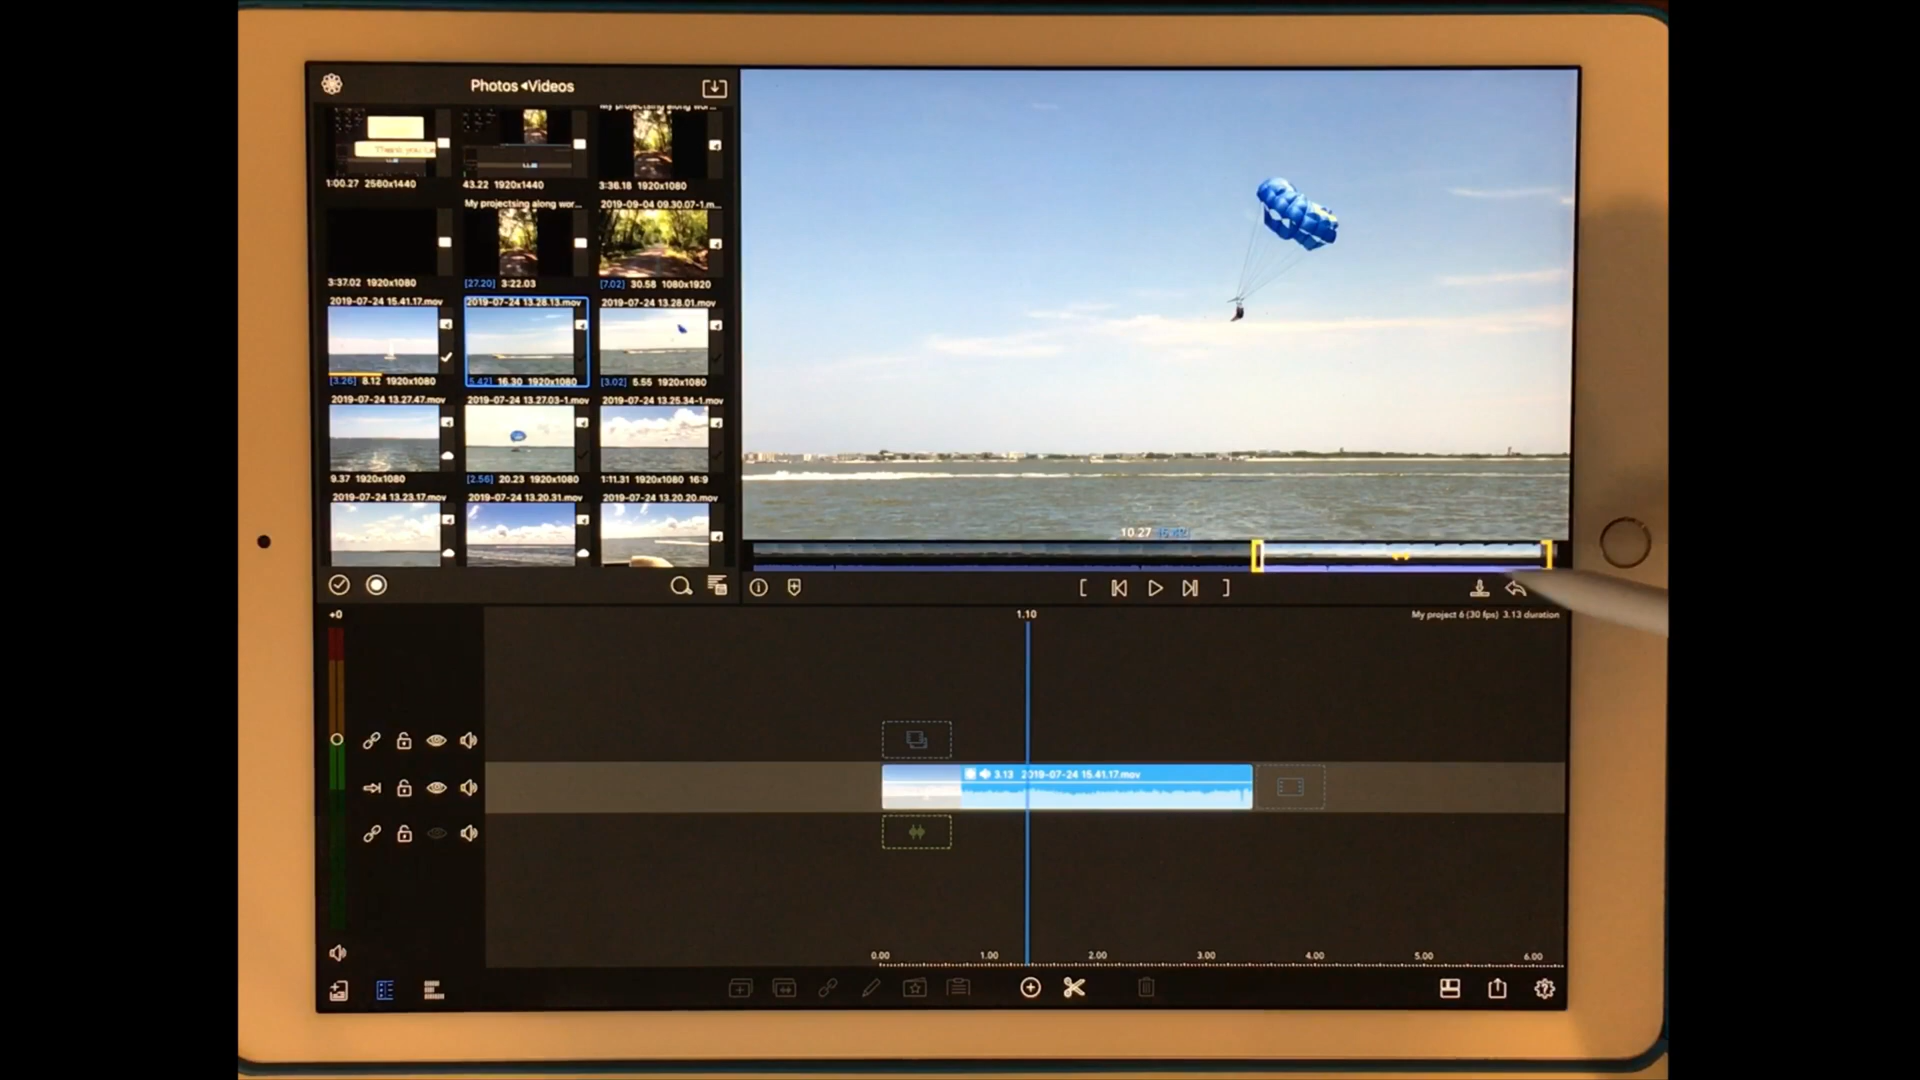 Photos◂Videos
My projectsing along wor...
Thank you
1:00.27 2560x1440
43.22 1920x1440
3:36.18 1920x1080
My projectsing along wor...
2019-09-04 09.30.07-1.m...
3:37.02 1920x1080
[27.20] 3:22.03
[7.02] 30.58 1080x1920
2019-07-24 15.41.17.mov
2019-07-24 13.28.13.mov
2019-07-24 13.28.01.mov
[3.26] 8.12 1920x1080
[5.42] 16.30 1920x1080
[3.02] 5.55 1920x1080
2019-07-24 13.27.47.mov
2019-07-24 13.27.03-1.mov
2019-07-24 13.25.34-1.mov
9.37 1920x1080
[2.56] 20.23 1920x1080
1:11.31 1920x1080 16:9
2019-07-24 13.23.17.mov
2019-07-24 13.20.31.mov
2019-07-24 13.20.20.mov
10.27
+0
1.10
My project 6 (30 fps) 3.13 duration
3.13 2019-07-24 15.41.17.mov
0.00 1.00 2.00 3.00 4.00 5.00 6.00